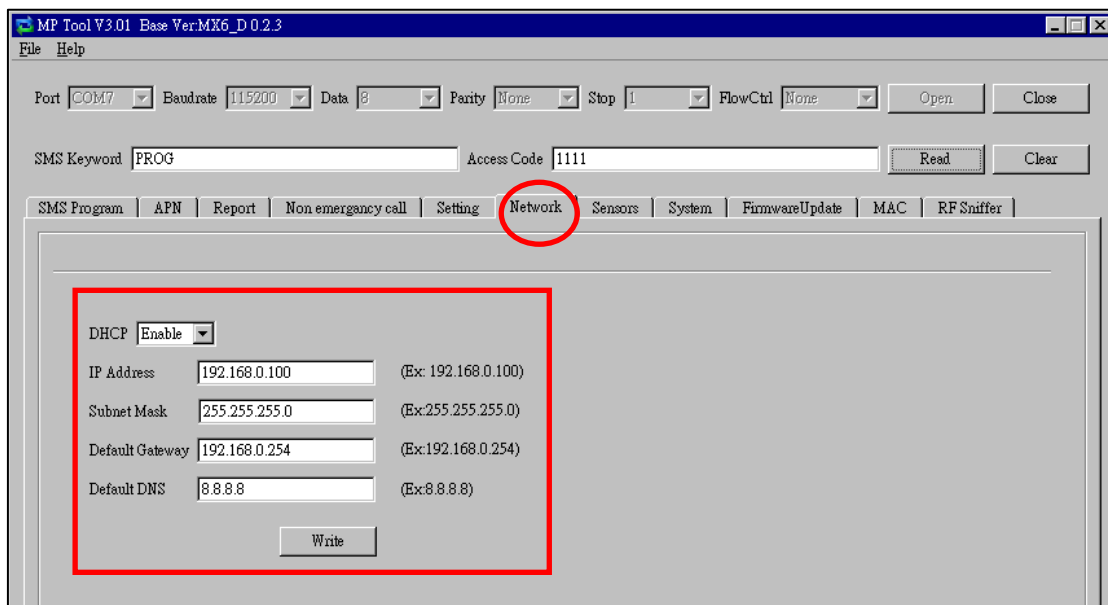 MP Tool V3.01 Base Ver:MX6_D 0.2.3
File Help
Port COM7 Baudrate 115200 Data 8 Parity None Stop 1 FlowCtrl None Open Close
SMS Keyword PROG Access Code 1111 Read Clear
SMS Program APN Report Non emergancy call Setting Network Sensors System FirmwareUpdate MAC RF Sniffer
DHCP Enable
IP Address 192.168.0.100 (Ex: 192.168.0.100)
Subnet Mask 255.255.255.0 (Ex:255.255.255.0)
Default Gateway 192.168.0.254 (Ex:192.168.0.254)
Default DNS 8.8.8.8 (Ex:8.8.8.8)
Write